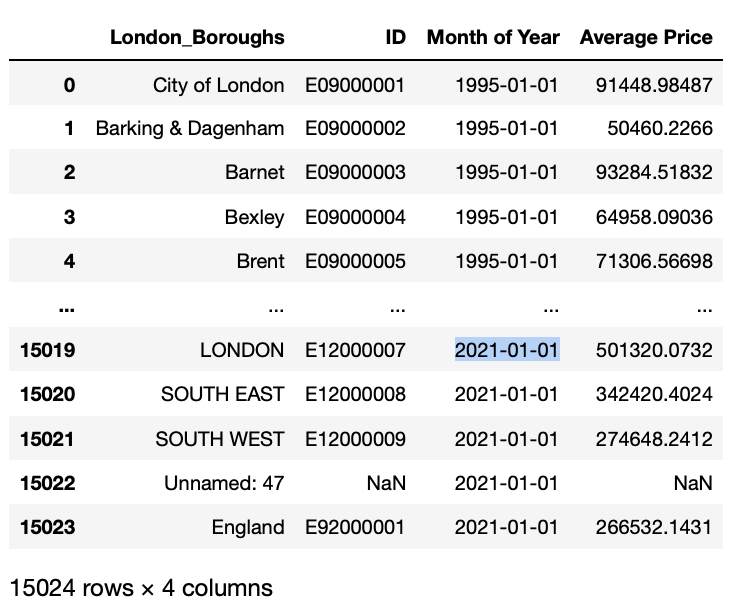 London_Boroughs ID Month of Year Average Price
0 City of London E09000001 1995-01-01 91448.98487
1 Barking & Dagenham E09000002 1995-01-01 50460.2266
2 Barnet E09000003 1995-01-01 93284.51832
3 Bexley E09000004 1995-01-01 64958.09036
4 Brent E09000005 1995-01-01 71306.56698
... ... ... ... ...
15019 LONDON E12000007 2021-01-01 501320.0732
15020 SOUTH EAST E12000008 2021-01-01 342420.4024
15021 SOUTH WEST E12000009 2021-01-01 274648.2412
15022 Unnamed: 47 NaN 2021-01-01 NaN
15023 England E92000001 2021-01-01 266532.1431
15024 rows × 4 columns